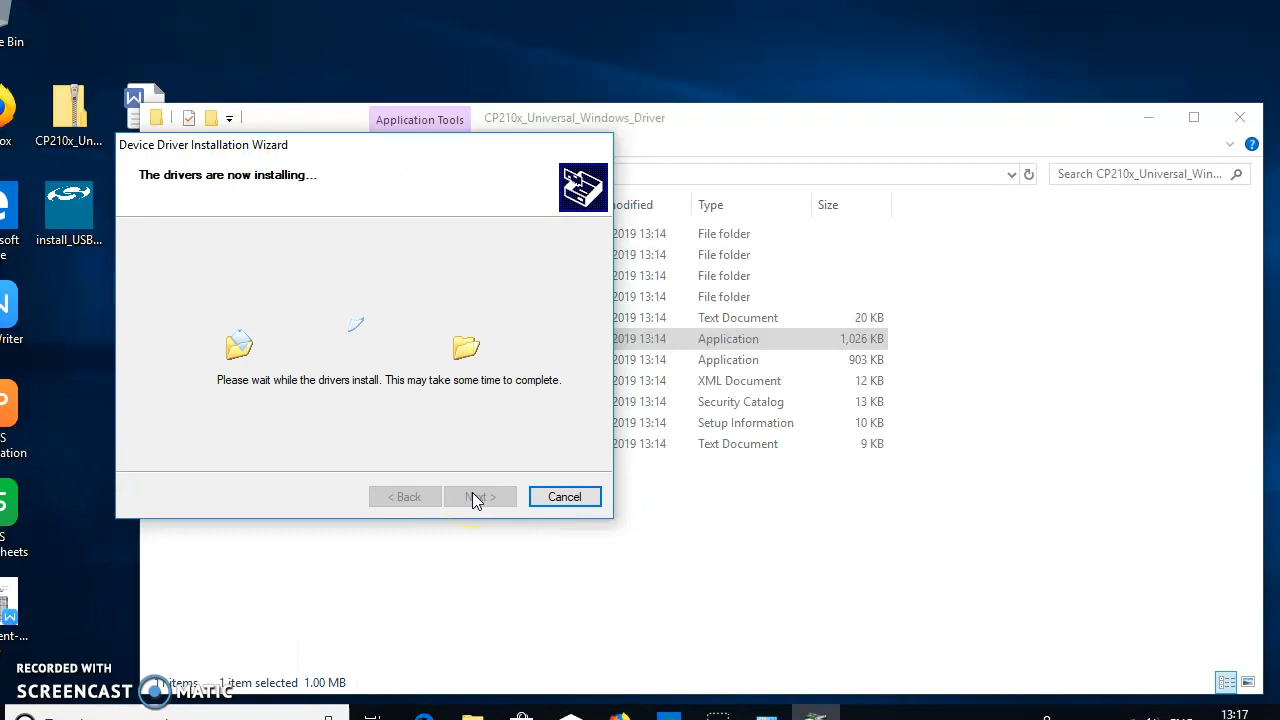 e Bin
ox
CP210x_Un...
soft
e
install_USB...
riter
S
ation
S
heets
ent-...
Application Tools
CP210x_Universal_Windows_Driver
Search CP210x_Universal_Win...
odified
Type
Size
2019 13:14 File folder
2019 13:14 File folder
2019 13:14 File folder
2019 13:14 File folder
2019 13:14 Text Document 20 KB
2019 13:14 Application 1,026 KB
2019 13:14 Application 903 KB
2019 13:14 XML Document 12 KB
2019 13:14 Security Catalog 13 KB
2019 13:14 Setup Information 10 KB
2019 13:14 Text Document 9 KB
Device Driver Installation Wizard
The drivers are now installing...
Please wait while the drivers install. This may take some time to complete.
< Back
Next >
Cancel
items 1 item selected 1.00 MB
RECORDED WITH
SCREENCAST MATIC
13:17